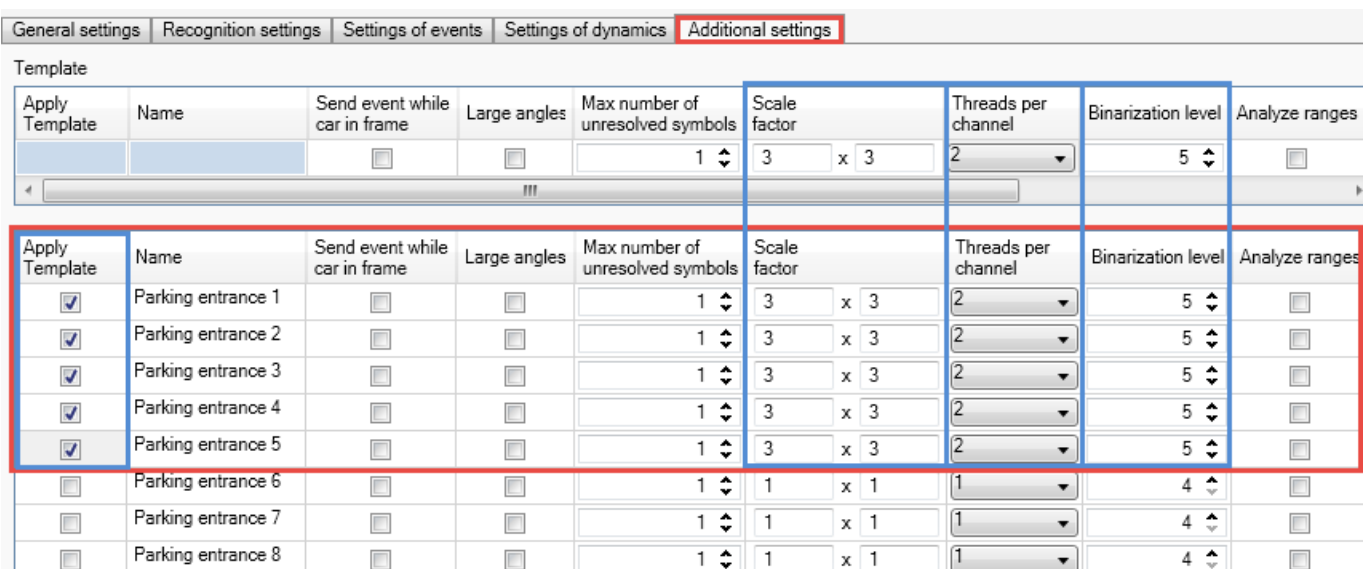 General settings Recognition settings Settings of events Settings of dynamics Additional settings
Template
Apply Template Name Send event while car in frame Large angles Max number of unresolved symbols Scale factor Threads per channel Binarization level Analyze ranges
1 3 x 3 2 5
Apply Template Name Send event while car in frame Large angles Max number of unresolved symbols Scale factor Threads per channel Binarization level Analyze ranges
Parking entrance 1 1 3 x 3 2 5
Parking entrance 2 1 3 x 3 2 5
Parking entrance 3 1 3 x 3 2 5
Parking entrance 4 1 3 x 3 2 5
Parking entrance 5 1 3 x 3 2 5
Parking entrance 6 1 1 x 1 1 4
Parking entrance 7 1 1 x 1 1 4
Parking entrance 8 1 1 x 1 1 4